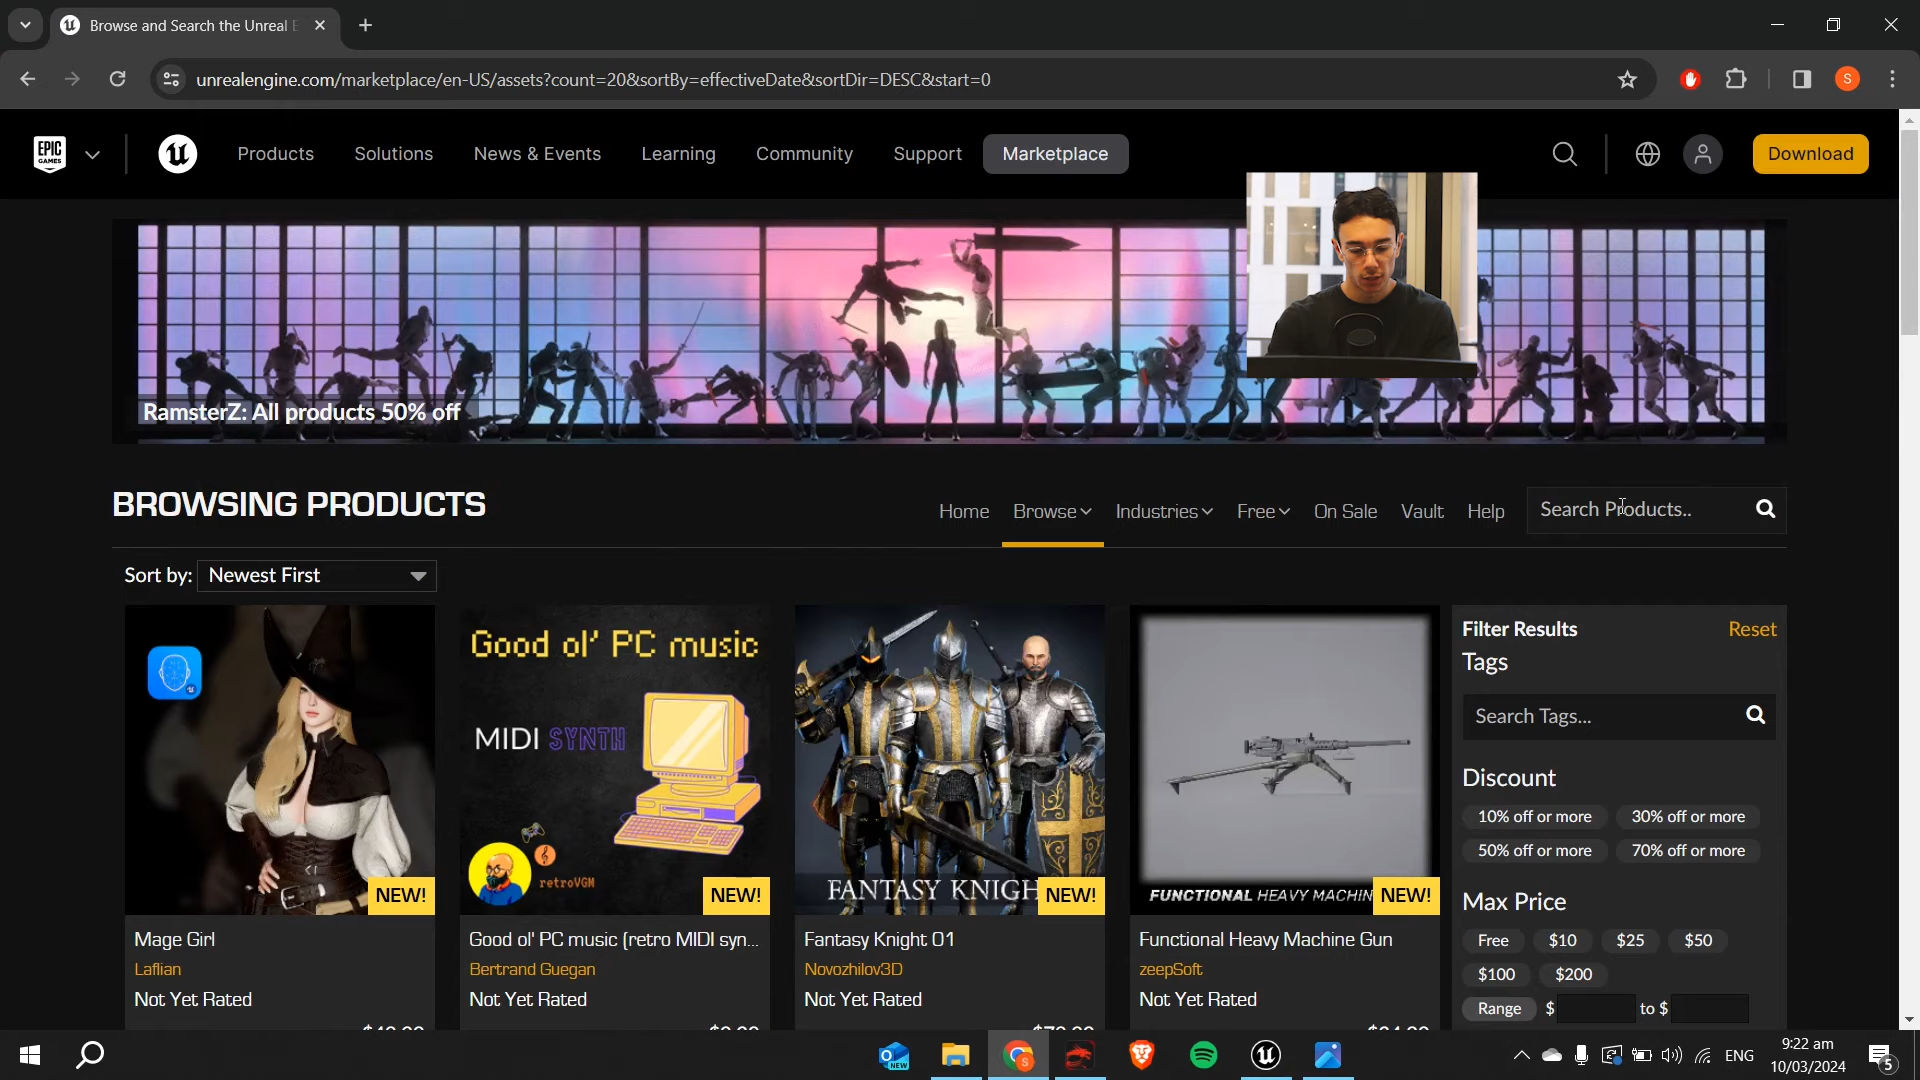 Browse and Search the Unreal E
unrealengine.com/marketplace/en-US/assets?count=20&sortBy=effectiveDate&sortDir=DESC&start=0
S
EPIC GAMES
Products
Solutions
News & Events
Learning
Community
Support
Marketplace
Download
RamsterZ: All products 50% off
BROWSING PRODUCTS
Home
Browse
Industries
Free
On Sale
Vault
Help
Search Products..
Sort by:
Newest First
Good ol' PC music
MIDI SYNTH
retroVGM
NEW!
NEW!
FANTASY KNIGH
NEW!
FUNCTIONAL HEAVY MACHIN
NEW!
Mage Girl
Laflian
Not Yet Rated
Good ol' PC music (retro MIDI syn...
Bertrand Guegan
Not Yet Rated
Fantasy Knight 01
Novozhilov3D
Not Yet Rated
Functional Heavy Machine Gun
zeepSoft
Not Yet Rated
Filter Results
Reset
Tags
Search Tags...
Discount
10% off or more
30% off or more
50% off or more
70% off or more
Max Price
Free
$10
$25
$50
$100
$200
Range
$
to $
NEW
S
ENG
9:22 am
10/03/2024
5